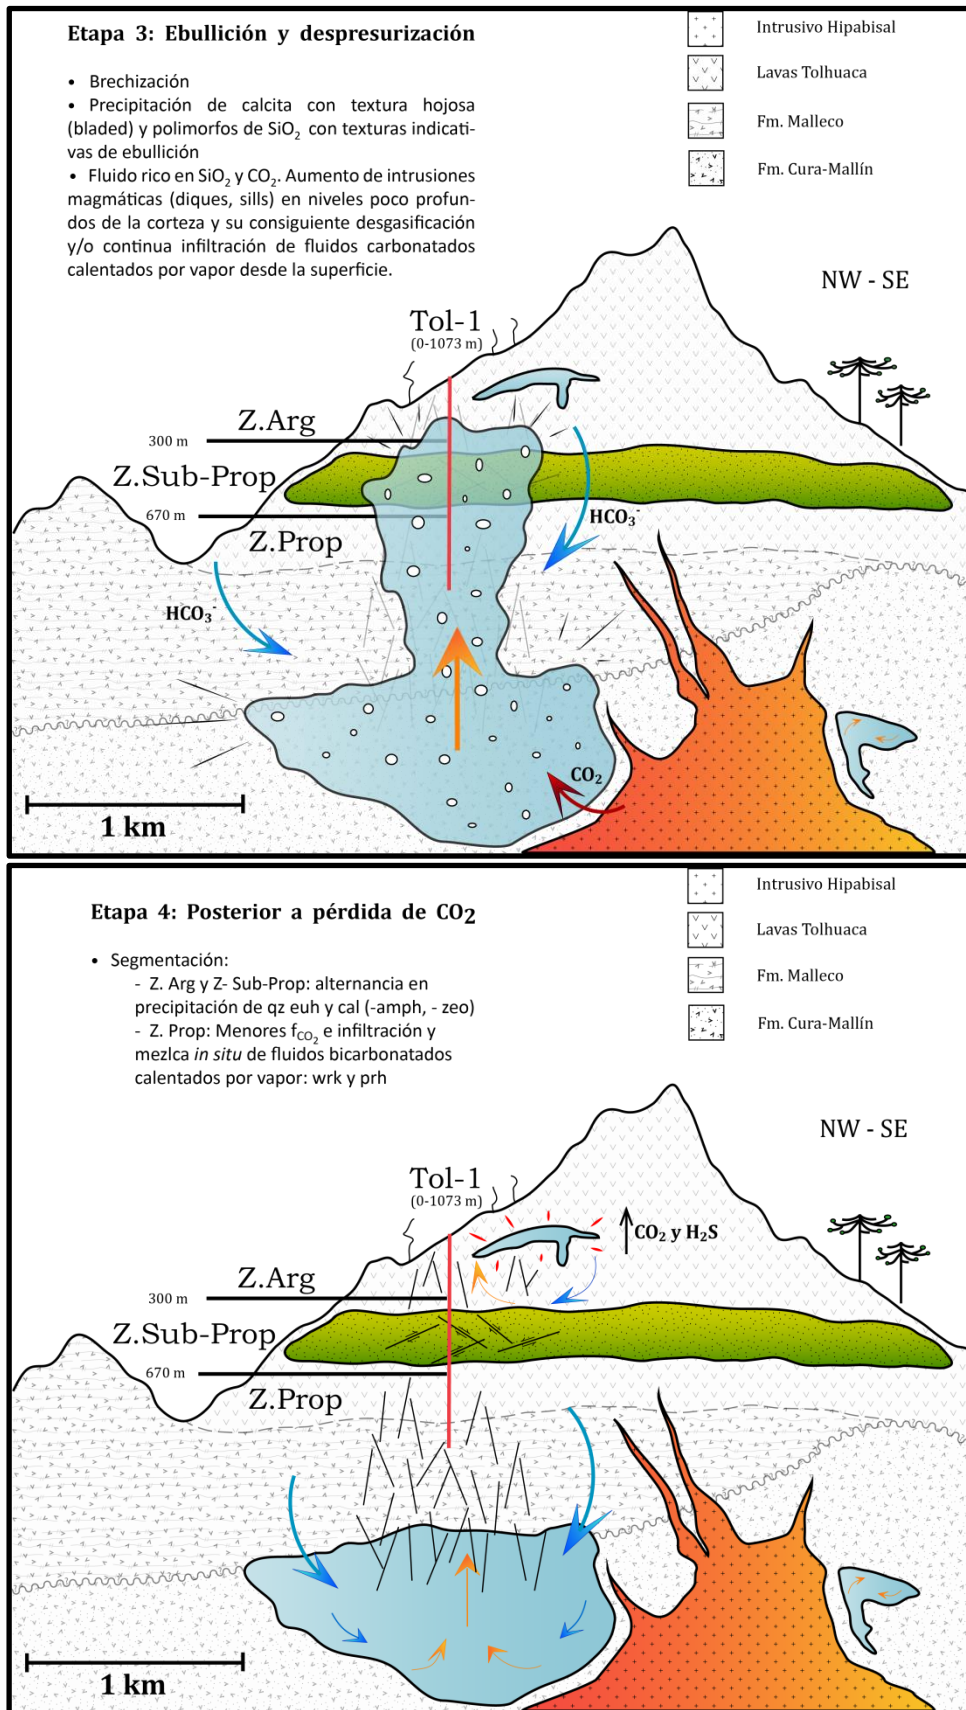 Etapa 3: Ebullición y despresurización
• Brechización
• Precipitación de calcita con textura hojosa
(bladed) y polimorfos de SiO₂ con texturas indicati-
vas de ebullición
• Fluido rico en SiO₂ y CO₂. Aumento de intrusiones
magmáticas (diques, sills) en niveles poco profun-
dos de la corteza y su consiguiente desgasificación
y/o continua infiltración de fluidos carbonatados
calentados por vapor desde la superficie.
Intrusivo Hipabisal
Lavas Tolhuaca
Fm. Malleco
Fm. Cura-Mallín
NW - SE
Tol-1
(0-1073 m)
Z.Arg
300 m
Z.Sub-Prop
670 m
Z.Prop
HCO₃⁻
HCO₃⁻
CO₂
1 km
Etapa 4: Posterior a pérdida de CO₂
• Segmentación:
- Z. Arg y Z- Sub-Prop: alternancia en
precipitación de qz euh y cal (-amph, - zeo)
- Z. Prop: Menores f_CO₂ e infiltración y
mezlca in situ de fluidos bicarbonatados
calentados por vapor: wrk y prh
Intrusivo Hipabisal
Lavas Tolhuaca
Fm. Malleco
Fm. Cura-Mallín
NW - SE
Tol-1
(0-1073 m)
CO₂ y H₂S
Z.Arg
300 m
Z.Sub-Prop
670 m
Z.Prop
1 km